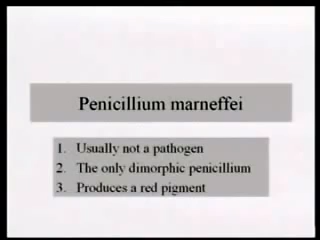 Penicillium marneffei
1. Usually not a pathogen
2. The only dimorphic penicillium
3. Produces a red pigment